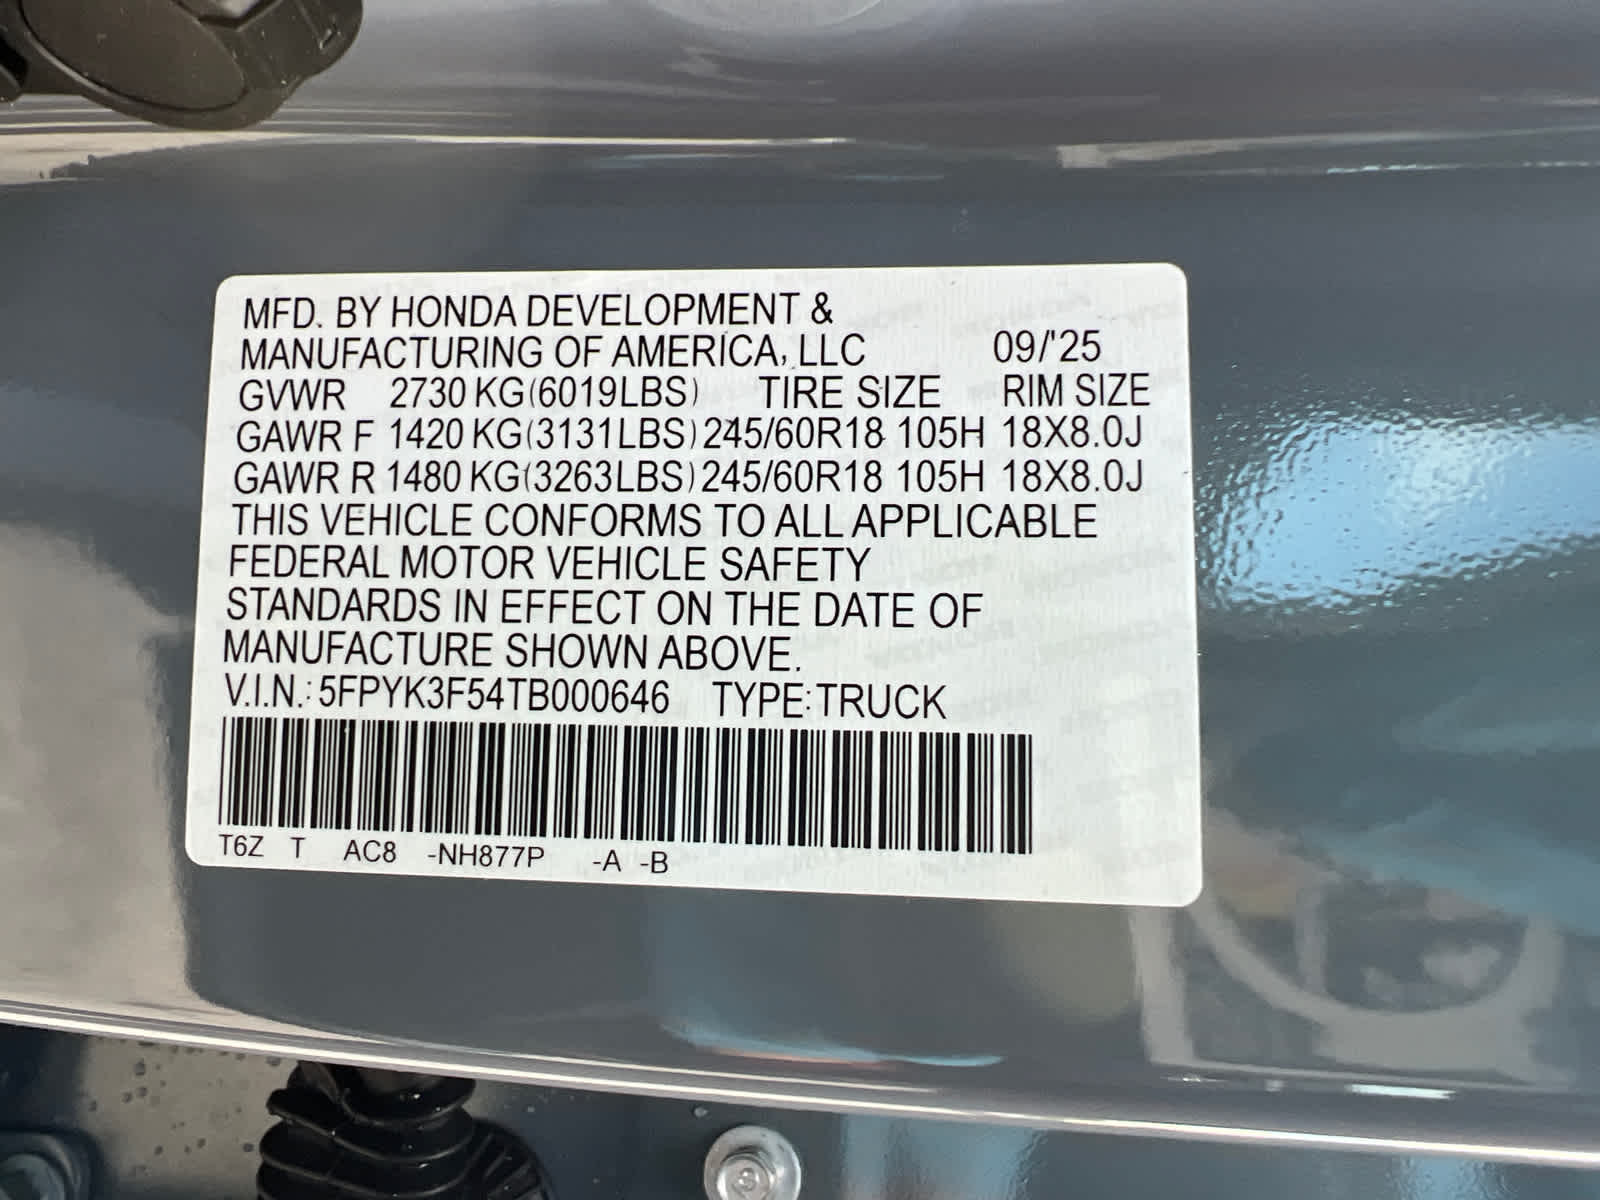 MFD. BY HONDA DEVELOPMENT &
MANUFACTURING OF AMERICA, LLC 09/'25
GVWR 2730 KG(6019LBS) TIRE SIZE RIM SIZE
GAWR F 1420 KG(3131LBS) 245/60R18 105H 18X8.0J
GAWR R 1480 KG(3263LBS) 245/60R18 105H 18X8.0J
THIS VEHICLE CONFORMS TO ALL APPLICABLE
FEDERAL MOTOR VEHICLE SAFETY
STANDARDS IN EFFECT ON THE DATE OF
MANUFACTURE SHOWN ABOVE.
V.I.N.: 5FPYK3F54TB000646 TYPE:TRUCK
T6Z T AC8 -NH877P -A -B